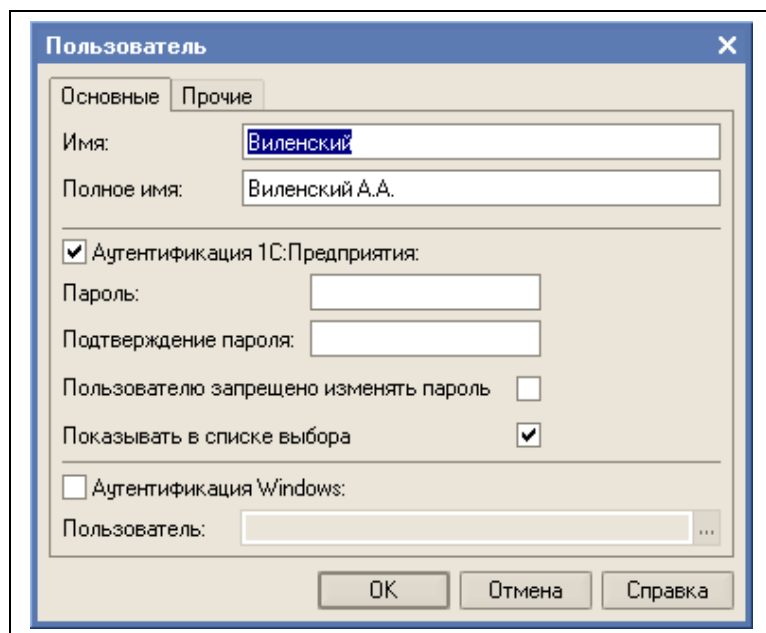 Пользователь
Основные Прочие
Имя: Виленский
Полное имя: Виленский А.А.
Аутентификация 1С:Предприятия:
Пароль:
Подтверждение пароля:
Пользователю запрещено изменять пароль
Показывать в списке выбора
Аутентификация Windows:
Пользователь: ...
OK Отмена Справка